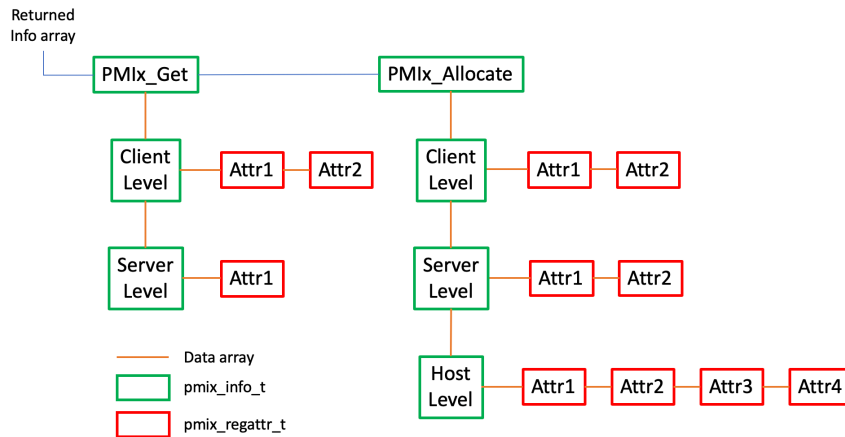 Returned
Info array
PMIx_Get
PMIx_Allocate
Client
Level
Attr1
Attr2
Client
Level
Attr1
Attr2
Server
Level
Attr1
Server
Level
Attr1
Attr2
Host
Level
Attr1
Attr2
Attr3
Attr4
Data array
pmix_info_t
pmix_regattr_t